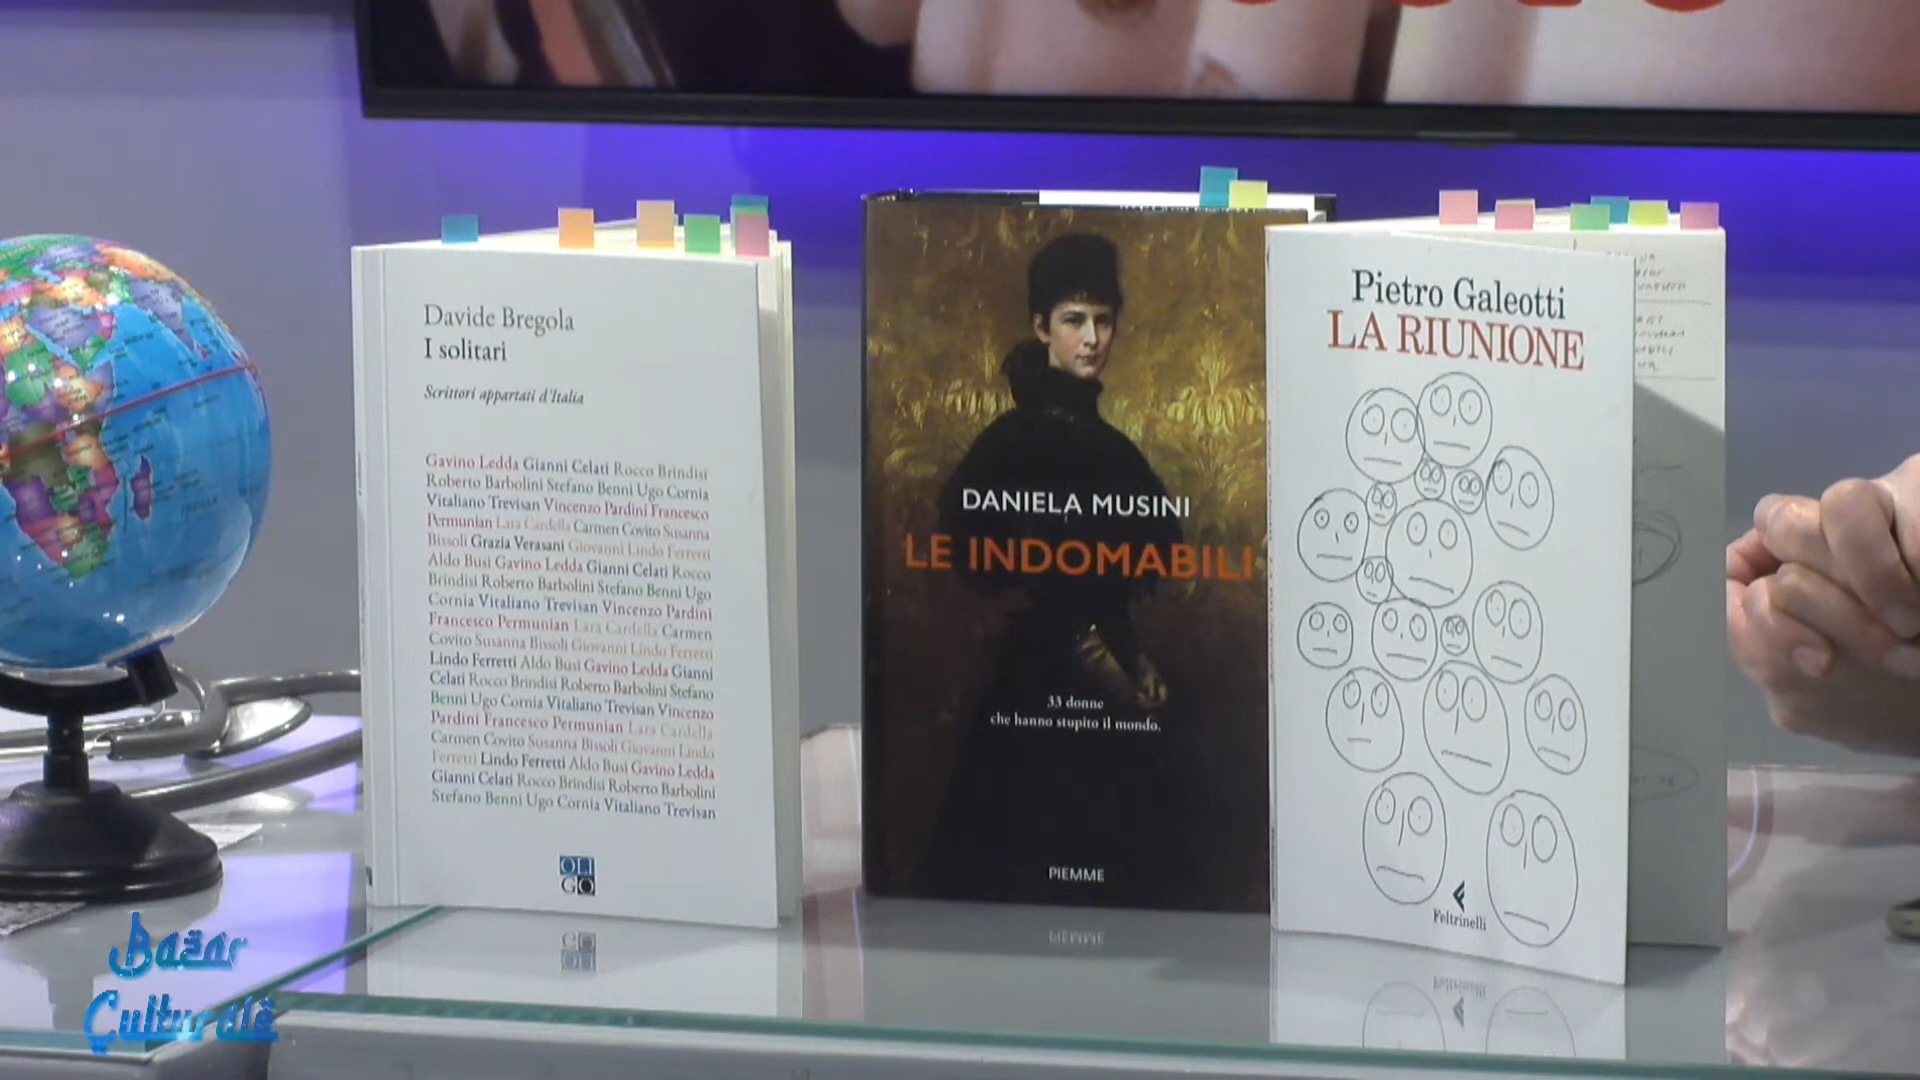 Davide Bregola
I solitari
Scrittori appartati d'Italia
Gavino Ledda Gianni Celati Rocco Brindisi
Roberto Barbolini Stefano Benni Ugo Cornia
Vitaliano Trevisan Vincenzo Pardini Francesco
Permunian Lara Cardella Carmen Covito Susanna
Bissoli Grazia Verasani Giovanni Lindo Ferretti
Aldo Busi Gavino Ledda Gianni Celati Rocco
Brindisi Roberto Barbolini Stefano Benni Ugo
Cornia Vitaliano Trevisan Vincenzo Pardini
Francesco Permunian Lara Cardella Carmen
Covito Susanna Bissoli Giovanni Lindo Ferretti
Lindo Ferretti Aldo Busi Gavino Ledda Gianni
Celati Rocco Brindisi Roberto Barbolini Stefano
Benni Ugo Cornia Vitaliano Trevisan Vincenzo
Pardini Francesco Permunian Lara Cardella
Carmen Covito Susanna Bissoli Giovanni Lindo
Ferretti Lindo Ferretti Aldo Busi Gavino Ledda
Gianni Celati Rocco Brindisi Roberto Barbolini
Stefano Benni Ugo Cornia Vitaliano Trevisan
OLI
GO
DANIELA MUSINI
LE INDOMABILI
33 donne
che hanno stupito il mondo.
PIEMME
Pietro Galeotti
LA RIUNIONE
Feltrinelli
Bazar
Culturale